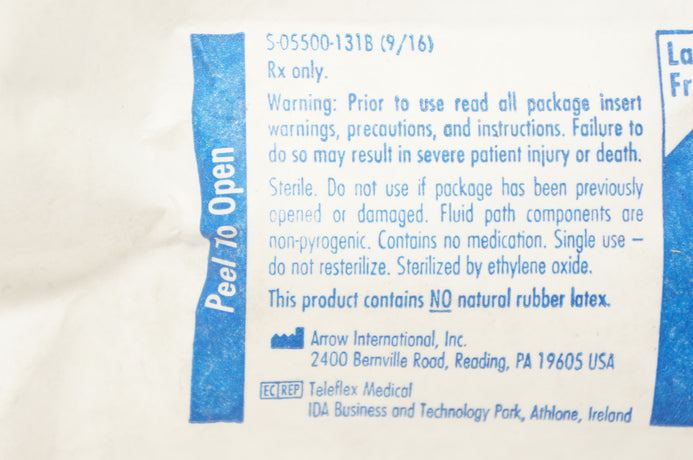 S-05500-131B (9/16)
Rx only.
Warning: Prior to use read all package insert
warnings, precautions, and instructions. Failure to
do so may result in severe patient injury or death.
Sterile. Do not use if package has been previously
opened or damaged. Fluid path components are
non-pyrogenic. Contains no medication. Single use –
do not resterilize. Sterilized by ethylene oxide.
This product contains NO natural rubber latex.
Arrow International, Inc.
2400 Bernville Road, Reading, PA 19605 USA
EC REP Teleflex Medical
IDA Business and Technology Park, Athlone, Ireland
Peel To Open
La
Fr